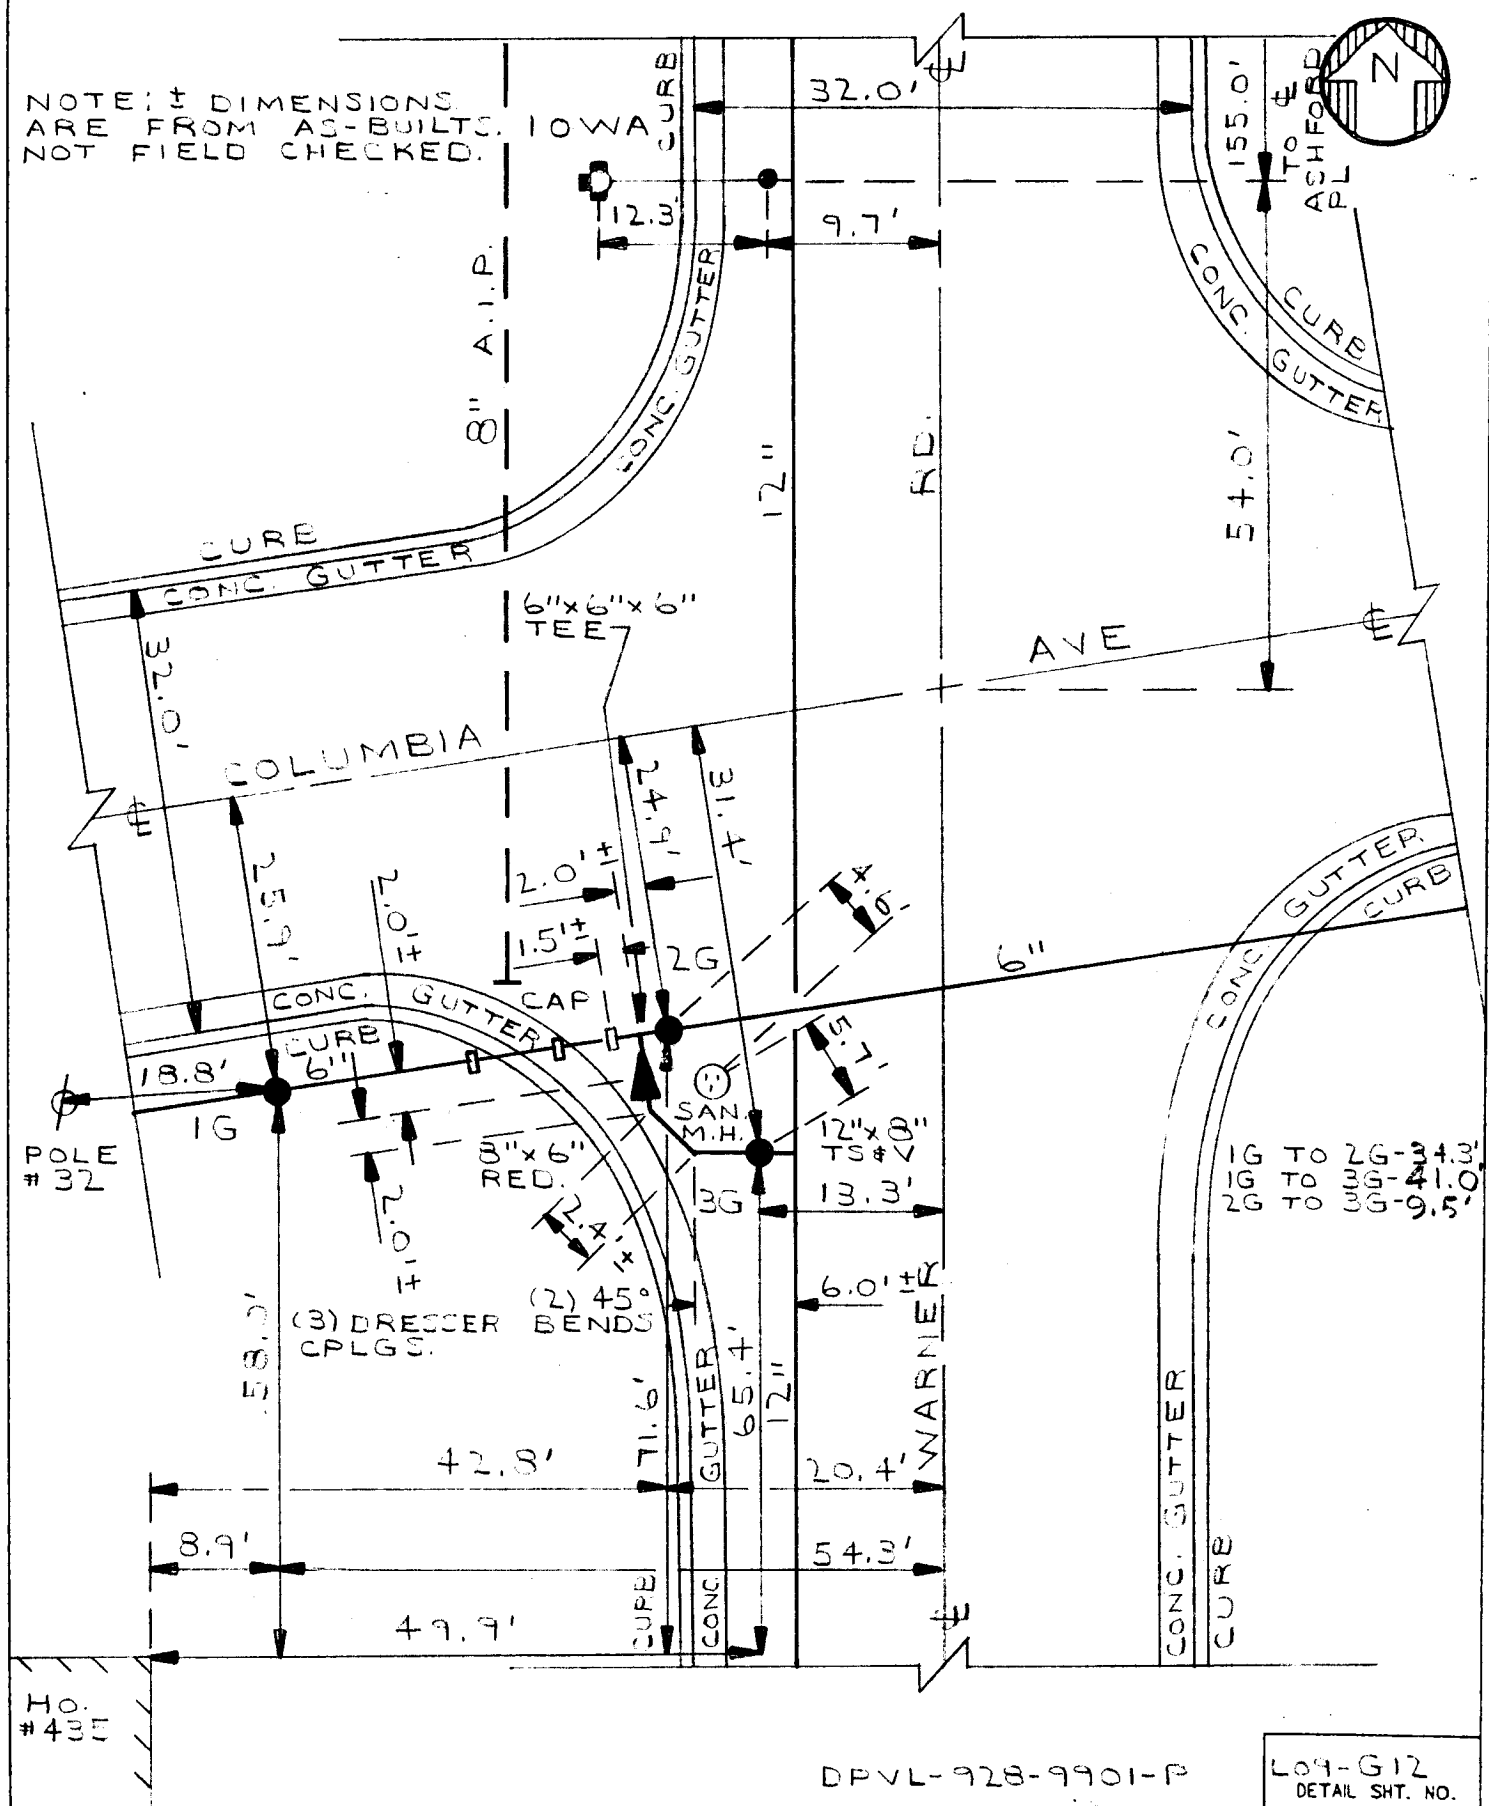 NOTE: ± DIMENSIONS
ARE FROM AS-BUILTS.
NOT FIELD CHECKED.
IOWA
CURB
32.0'
℄
155.0'
TO ℄
ASHFORD
PL
N
12.3'
9.7'
8" A.I.P.
CONC. GUTTER
CONC. GUTTER
CURB
12"
RD.
54.0'
CURB
CONC. GUTTER
6"x6"x6"
TEE
32.0'
COLUMBIA
AVE
℄
℄
24.9'
31.4'
25.9'
2.0'±
2.0'±
1.5'±
2G
4.6'
6"
CONC. GUTTER
CURB
CONC. GUTTER
CAP
CURB
6"
18.8'
1G
POLE
#32
5.7'
SAN.
M.H.
12"x8"
TS&V
8"x6"
RED.
3G
13.3'
1G TO 2G-34.3'
1G TO 3G-41.0'
2G TO 3G-9.5'
2.0'±
2.4'±
(3) DRESSER
CPLGS.
(2) 45°
BENDS
6.0'±
WARNER
58.0'
71.6'
65.4'
12"
GUTTER
CONC.
CURB
42.8'
20.4'
8.9'
54.3'
49.9'
℄
CONC. GUTTER
CURB
HO.
DPVL-928-9901-P
L09-G12
DETAIL SHT. NO.